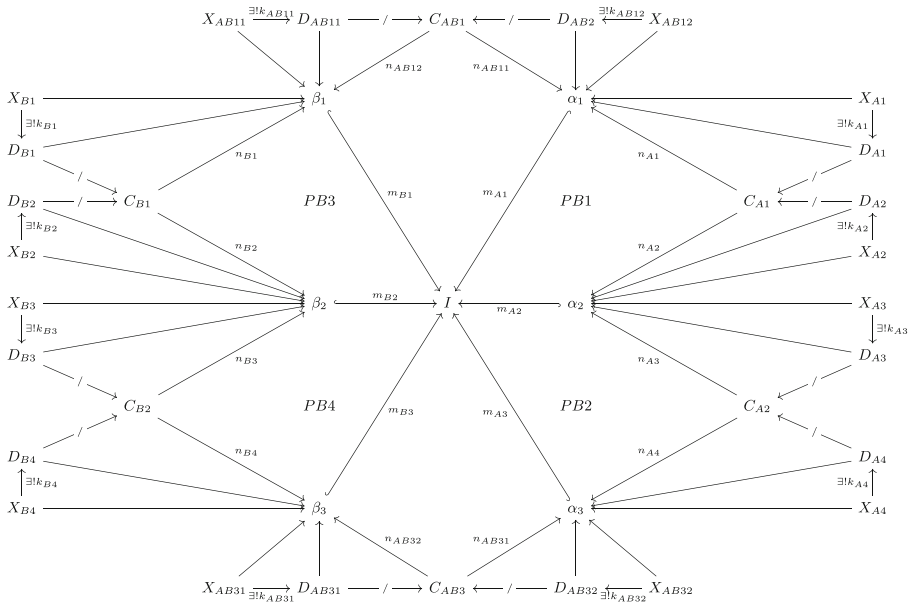 X_{AB11} ∃!k_{AB11} D_{AB11} / C_{AB1} / D_{AB2} ∃!k_{AB12} X_{AB12}
n_{AB12} n_{AB11}
X_{B1} β_1 α_1 X_{A1}
∃!k_{B1} ∃!k_{A1}
D_{B1} n_{B1} n_{A1} D_{A1}
/ /
D_{B2} / C_{B1} m_{B1} PB3 m_{A1} PB1 C_{A1} / D_{A2}
∃!k_{B2} ∃!k_{A2}
X_{B2} n_{B2} n_{A2} X_{A2}
X_{B3} β_2 m_{B2} I m_{A2} α_2 X_{A3}
∃!k_{B3} ∃!k_{A3}
D_{B3} n_{B3} n_{A3} D_{A3}
/ /
C_{B2} PB4 m_{B3} m_{A3} PB2 C_{A2}
/ /
D_{B4} n_{B4} n_{A4} D_{A4}
∃!k_{B4} ∃!k_{A4}
X_{B4} β_3 α_3 X_{A4}
n_{AB32} n_{AB31}
X_{AB31} ∃!k_{AB31} D_{AB31} / C_{AB3} / D_{AB32} ∃!k_{AB32} X_{AB32}